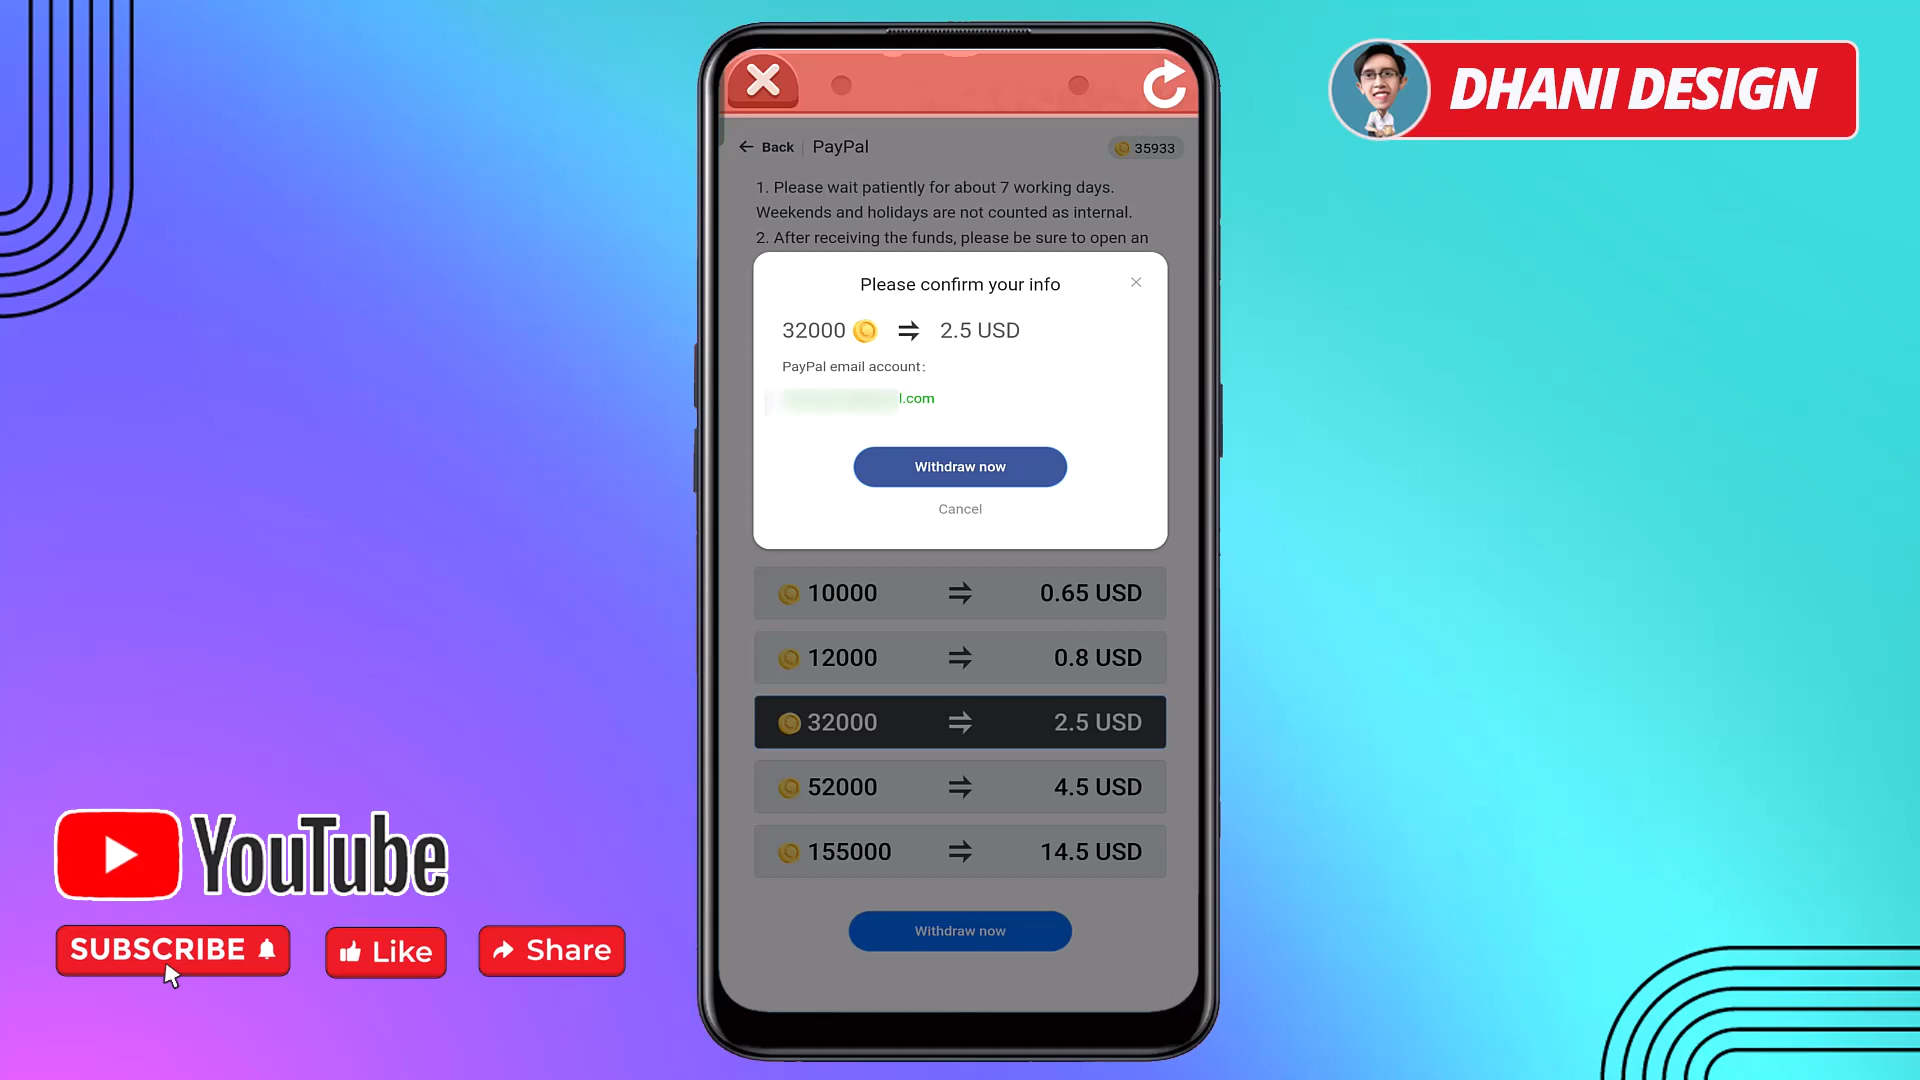 DHANI DESIGN
Back | PayPal
35933
1. Please wait patiently for about 7 working days.
Weekends and holidays are not counted as internal.
2. After receiving the funds, please be sure to open an
Please confirm your info
32000 ⇌ 2.5 USD
PayPal email account:
l.com
Withdraw now
Cancel
10000 ⇌ 0.65 USD
12000 ⇌ 0.8 USD
32000 ⇌ 2.5 USD
52000 ⇌ 4.5 USD
155000 ⇌ 14.5 USD
Withdraw now
YouTube
SUBSCRIBE
Like
Share